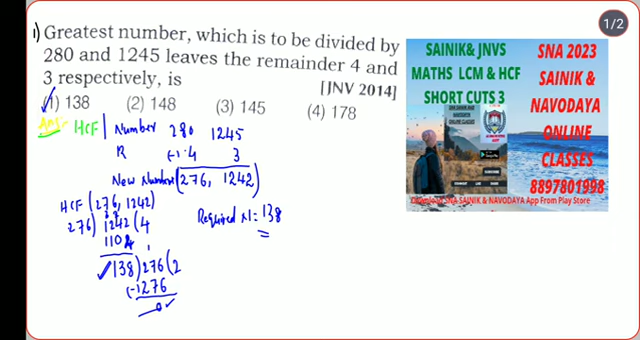 1/2
1) Greatest number, which is to be divided by
280 and 1245 leaves the remainder 4 and
3 respectively, is
[JNV 2014]
(1) 138 (2) 148 (3) 145 (4) 178
Ans:- HCF | Number 280 1245
R (-) 4 3
New Number (276, 1242)
HCF (276, 1242)
276) 1242 (4
1104
138) 276 (2
(-) 276
0
Required N1 = 138
SAINIK& JNVS
MATHS LCM & HCF
SHORT CUTS 3
SNA 2023
SAINIK &
NAVODAYA
ONLINE
CLASSES
8897801998
SNA SAINIK & NAVODAYA App From Play Store